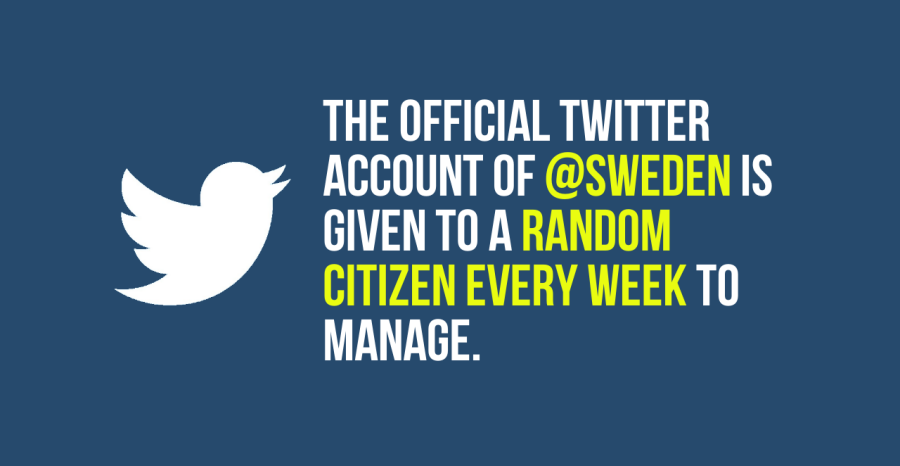 THE OFFICIAL TWITTER
ACCOUNT OF @SWEDEN IS
GIVEN TO A RANDOM
CITIZEN EVERY WEEK TO
MANAGE.